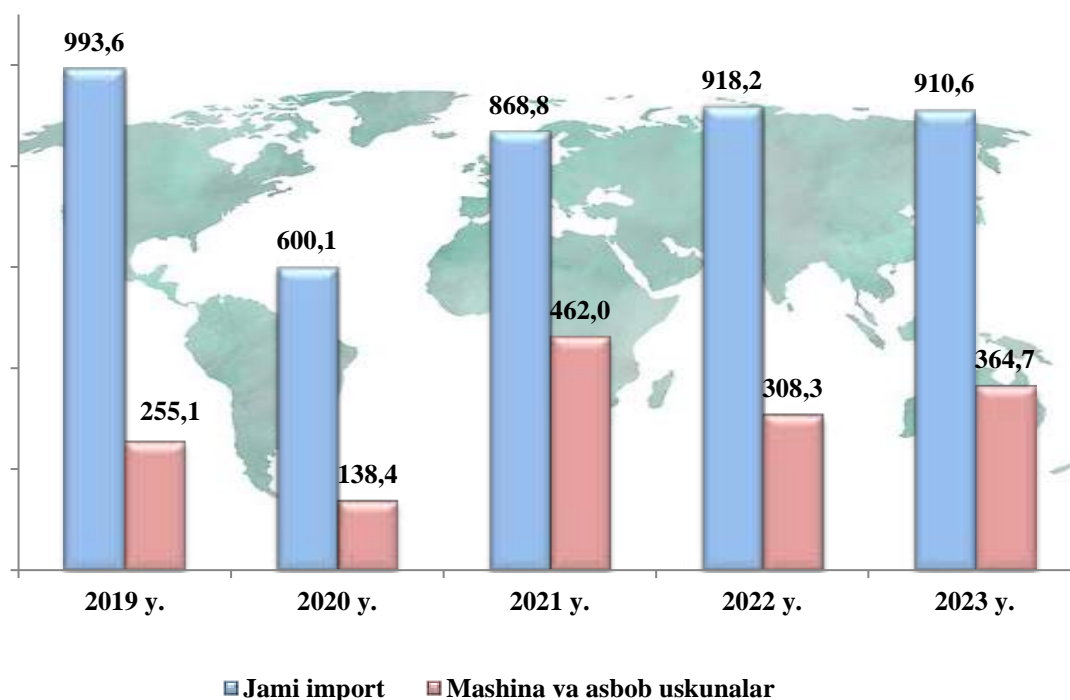 993,6
918,2
910,6
868,8
600,1
462,0
364,7
308,3
255,1
138,4
2019 y.
2020 y.
2021 y.
2022 y.
2023 y.
Jami import
Mashina va asbob uskunalar